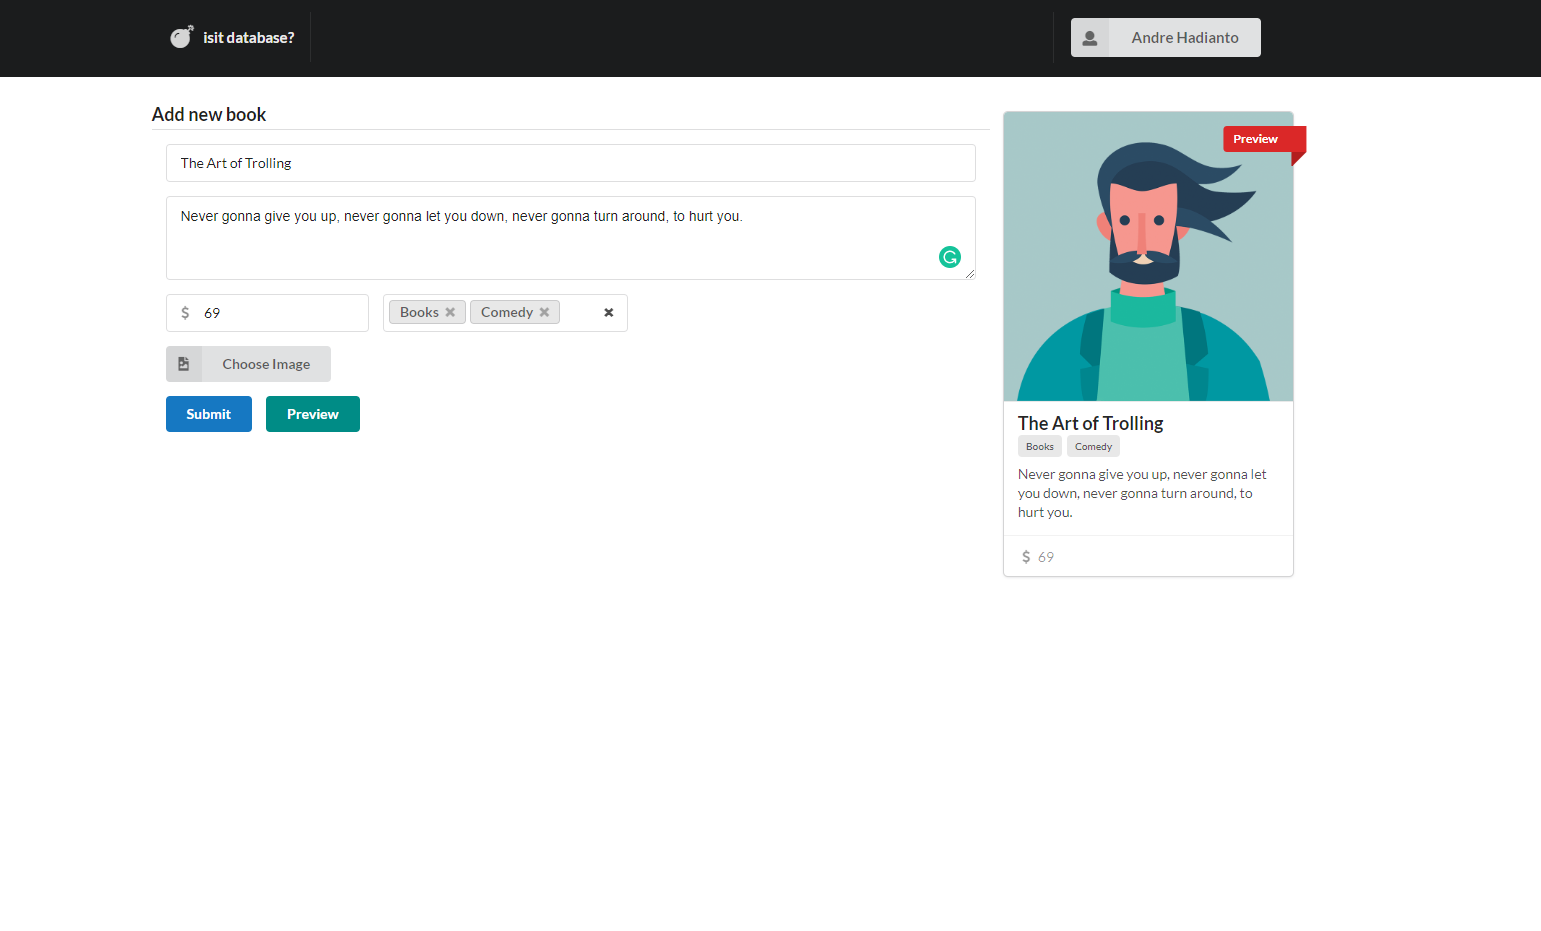 isit database?
Andre Hadianto
Add new book
The Art of Trolling
Never gonna give you up, never gonna let you down, never gonna turn around, to hurt you.
$ 69
Books Comedy
Choose Image
Submit Preview
Preview
The Art of Trolling
Books Comedy
Never gonna give you up, never gonna let
you down, never gonna turn around, to
hurt you.
$ 69